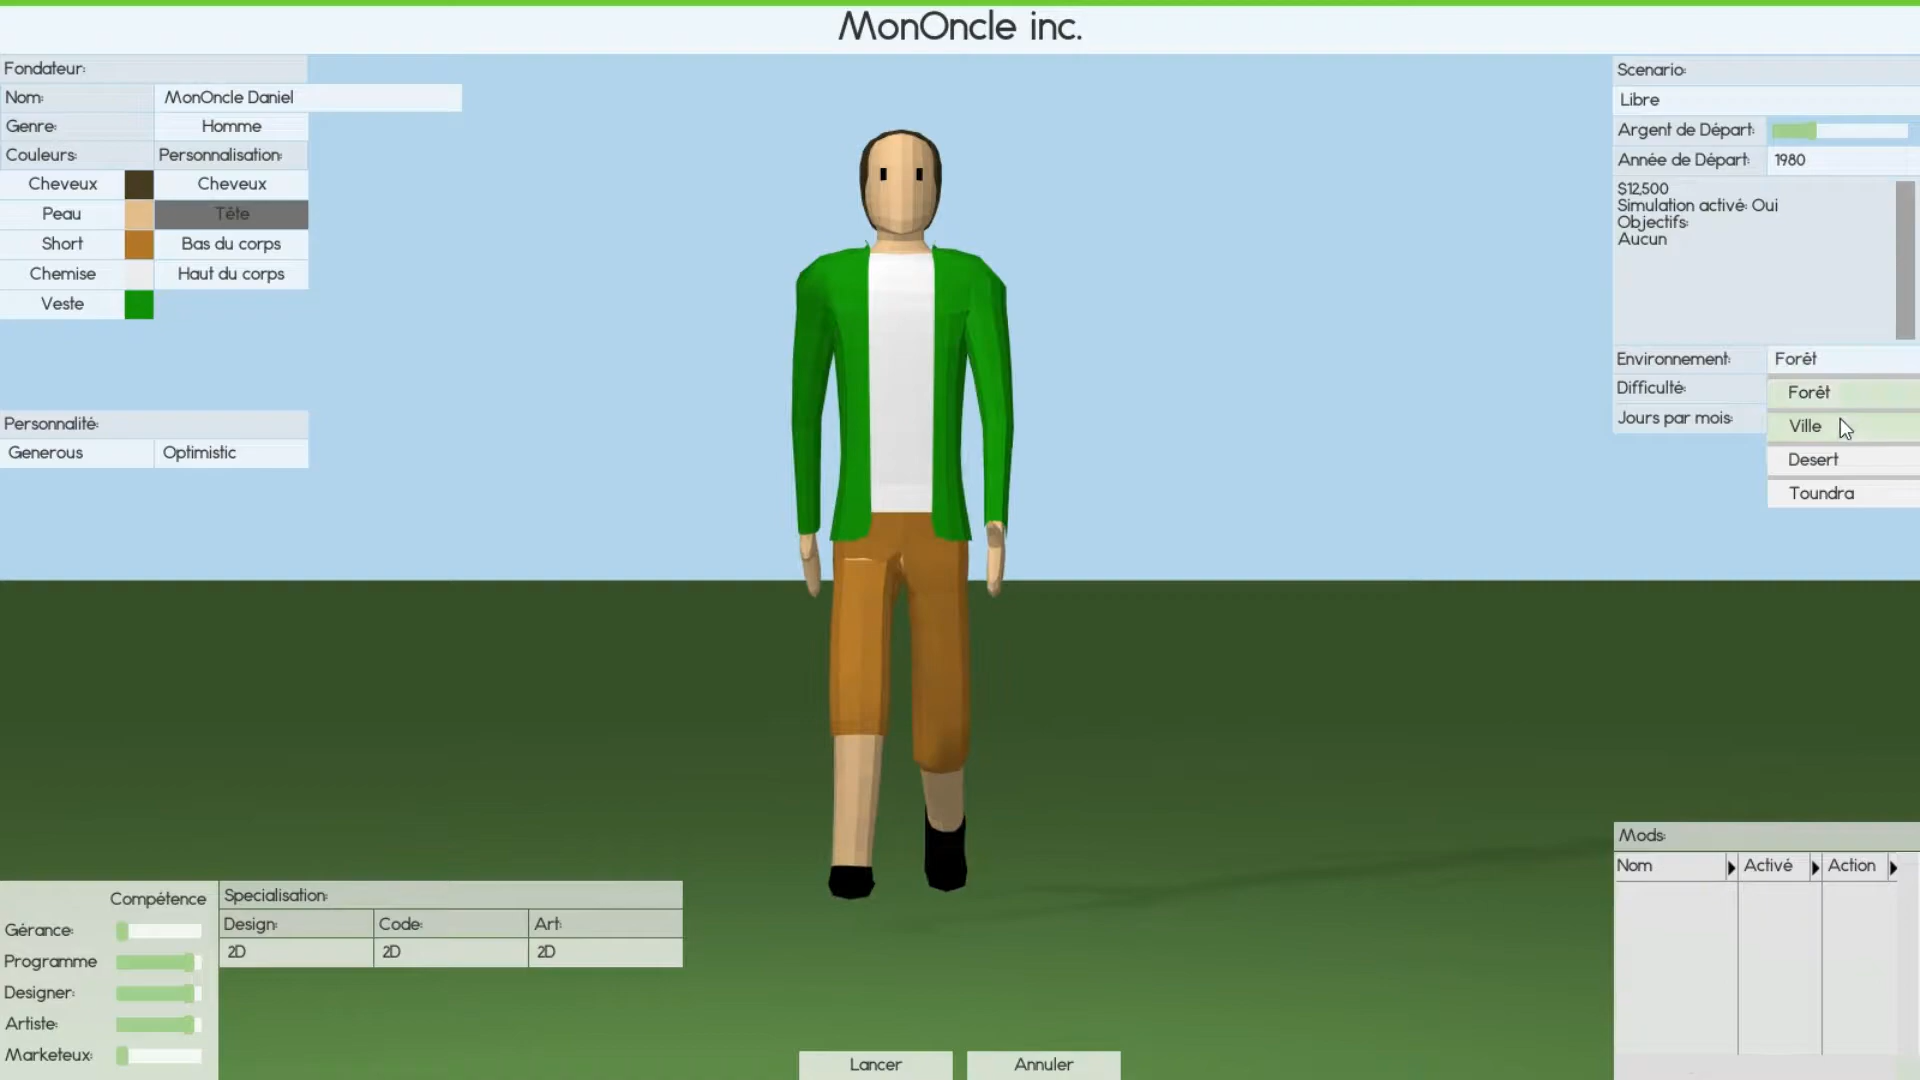 MonOncle inc.
Fondateur:
Nom: MonOncle Daniel
Genre: Homme
Couleurs: Personnalisation:
Cheveux Cheveux
Peau Tête
Short Bas du corps
Chemise Haut du corps
Veste
Personnalité:
Generous Optimistic
Scenario:
Libre
Argent de Départ:
Année de Départ: 1980
$12,500
Simulation activé: Oui
Objectifs:
Aucun
Environnement: Forêt
Difficulté: Forêt
Jours par mois: Ville
Desert
Toundra
Compétence
Gérance:
Programme
Designer:
Artiste:
Marketeux:
Specialisation:
Design: Code: Art:
2D 2D 2D
Mods:
Nom Activé Action
Lancer Annuler